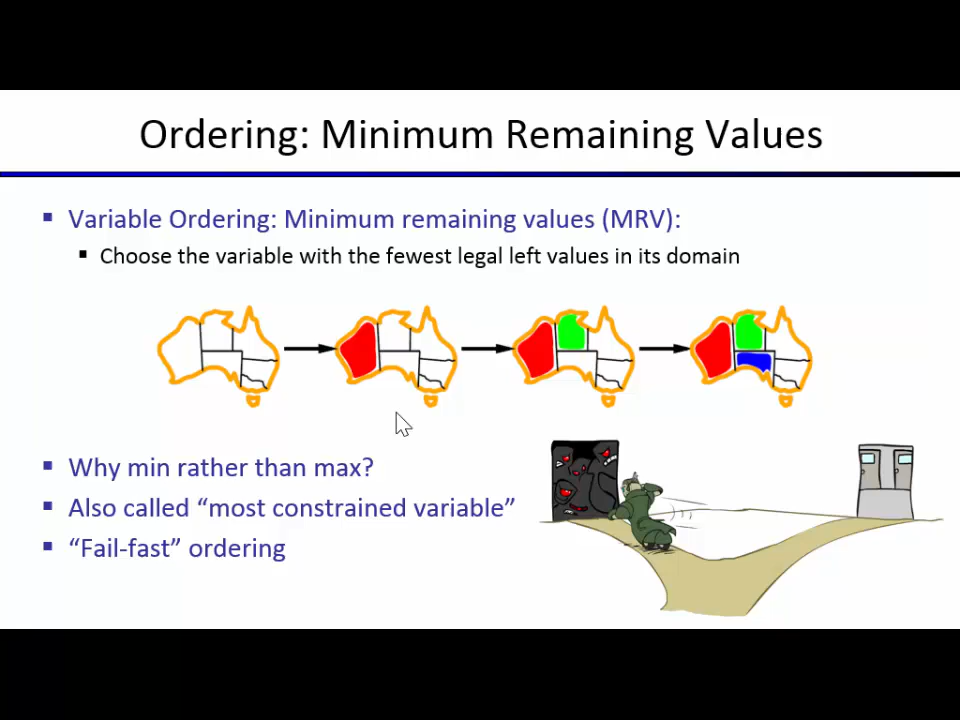 Ordering: Minimum Remaining Values
Variable Ordering: Minimum remaining values (MRV):
Choose the variable with the fewest legal left values in its domain
Why min rather than max?
Also called “most constrained variable”
“Fail-fast” ordering